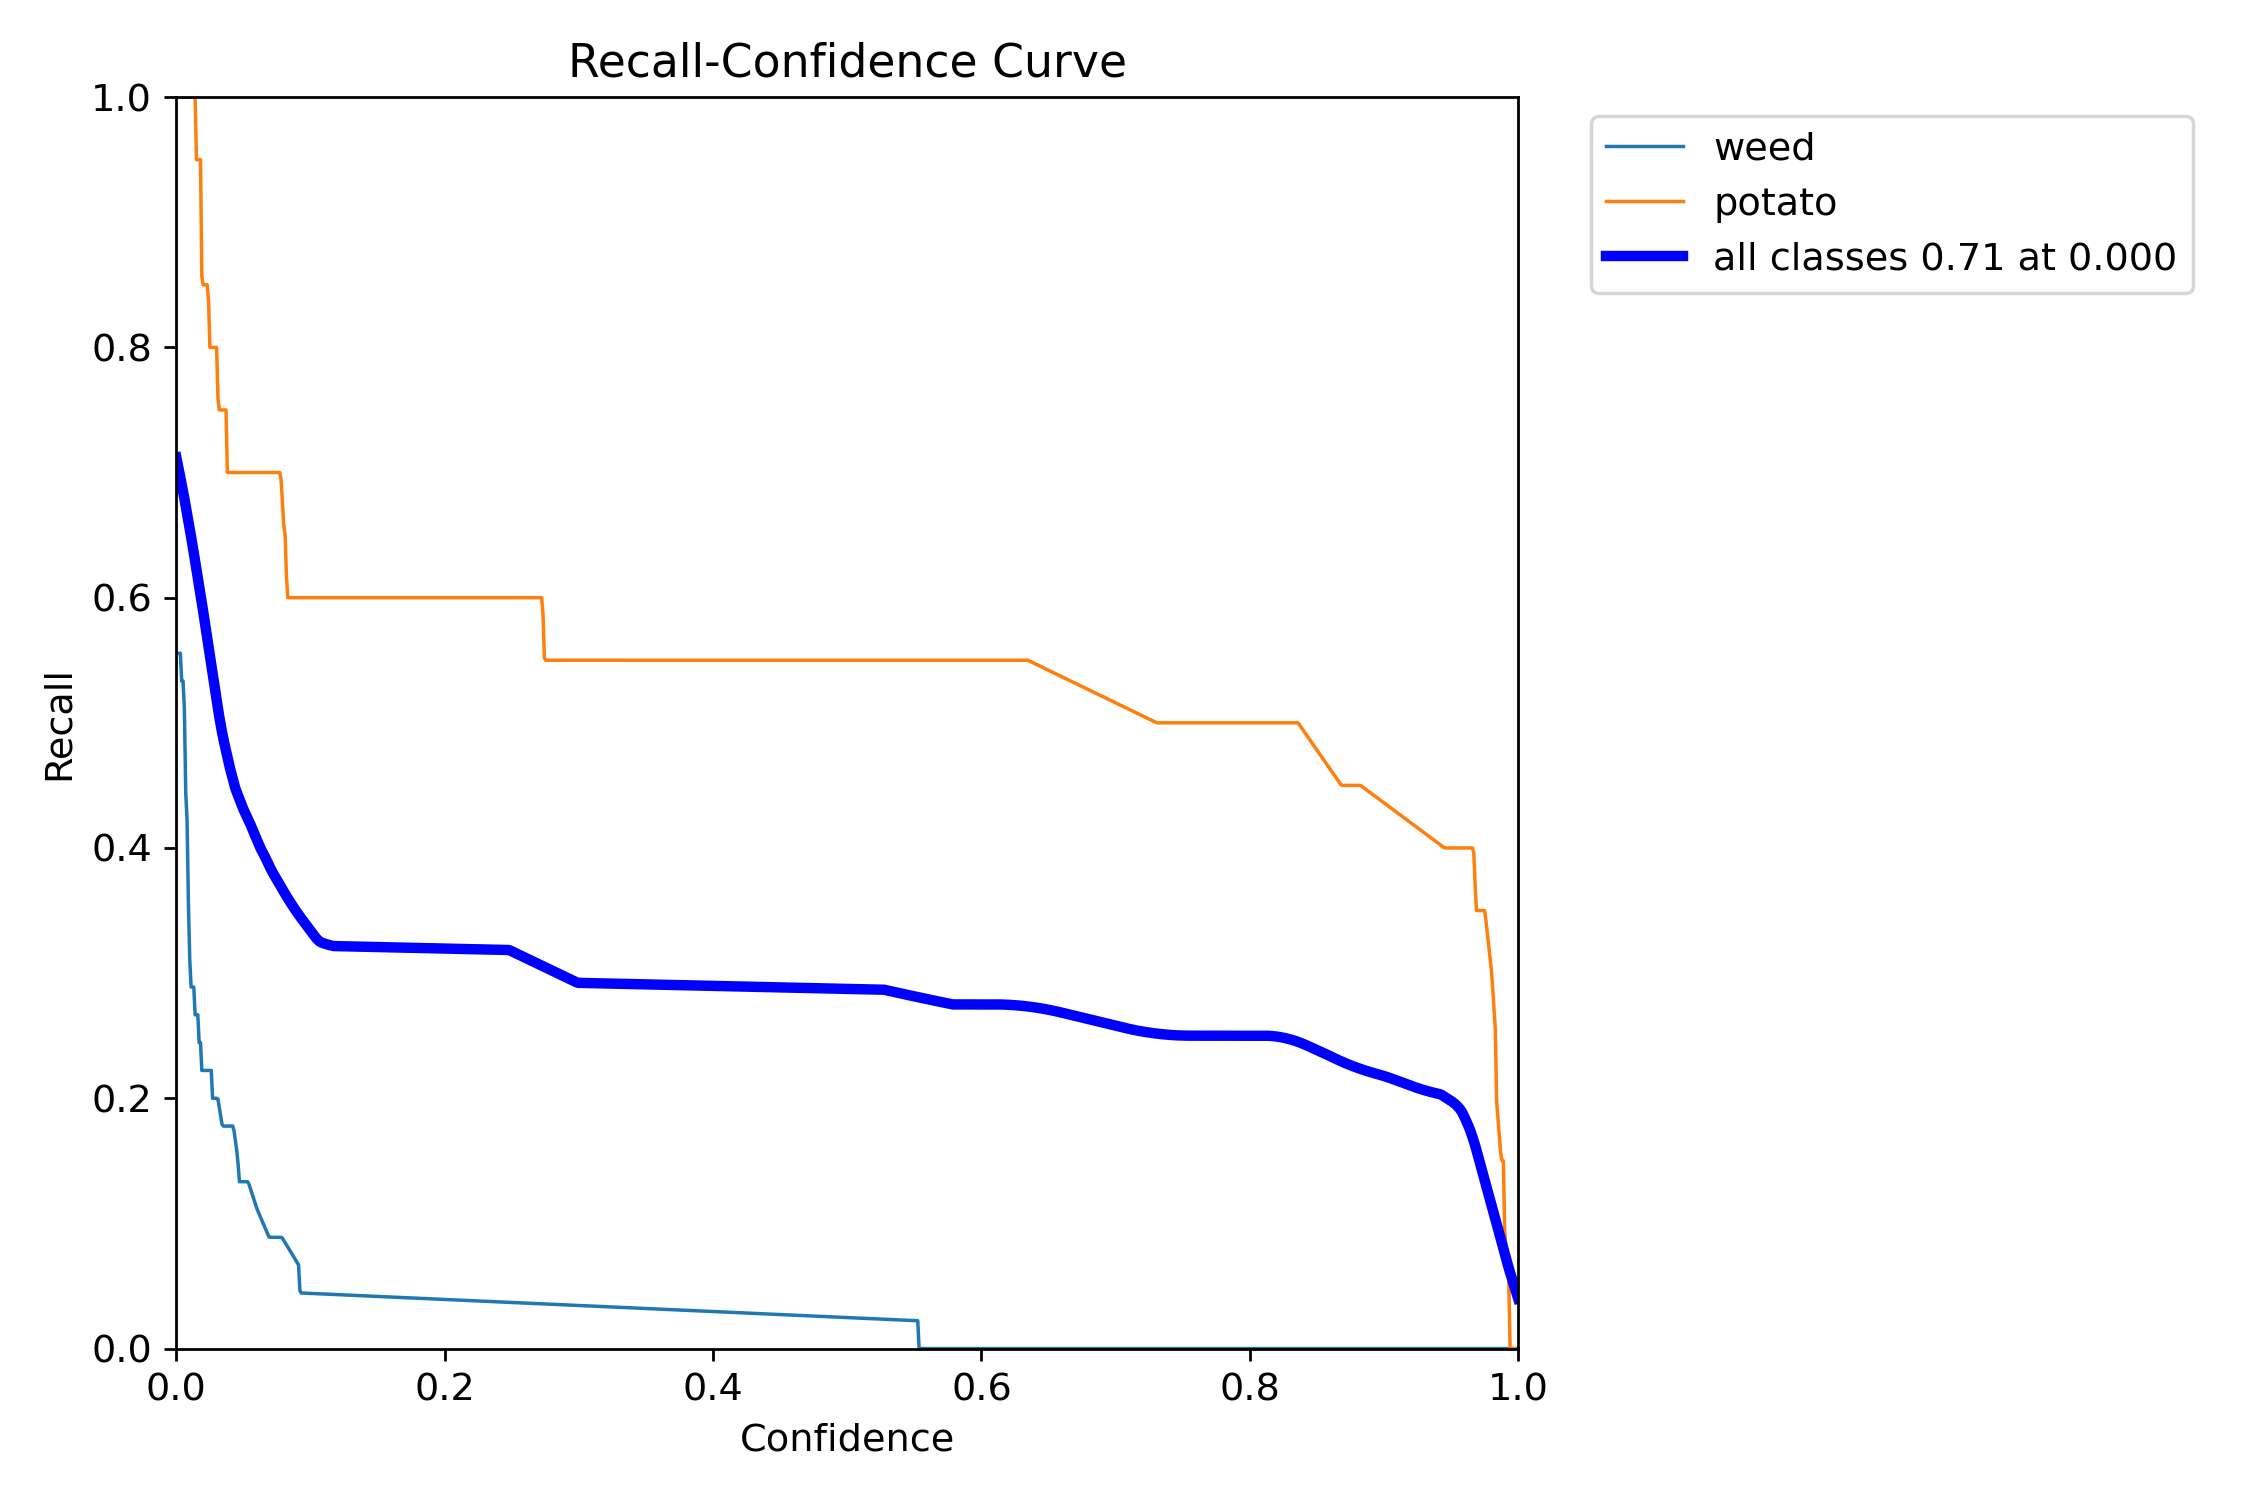 Recall-Confidence Curve
1.0
0.8
0.6
0.4
0.2
0.0
Recall
0.0 0.2 0.4 0.6 0.8 1.0
Confidence
weed
potato
all classes 0.71 at 0.000